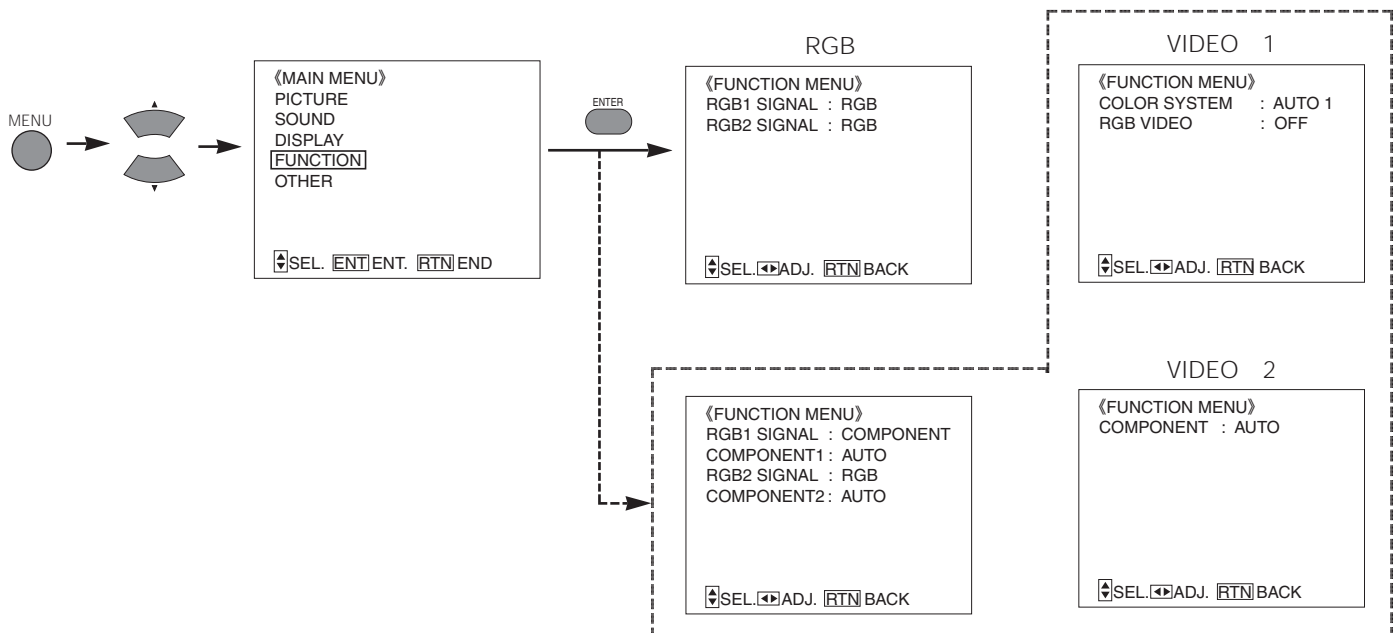 MENU
《MAIN MENU》
PICTURE
SOUND
DISPLAY
FUNCTION
OTHER
SEL. ENT ENT. RTN END
ENTER
RGB
《FUNCTION MENU》
RGB1 SIGNAL : RGB
RGB2 SIGNAL : RGB
SEL. ADJ. RTN BACK
VIDEO 1
《FUNCTION MENU》
COLOR SYSTEM : AUTO 1
RGB VIDEO : OFF
SEL. ADJ. RTN BACK
《FUNCTION MENU》
RGB1 SIGNAL : COMPONENT
COMPONENT1 : AUTO
RGB2 SIGNAL : RGB
COMPONENT2 : AUTO
SEL. ADJ. RTN BACK
VIDEO 2
《FUNCTION MENU》
COMPONENT : AUTO
SEL. ADJ. RTN BACK